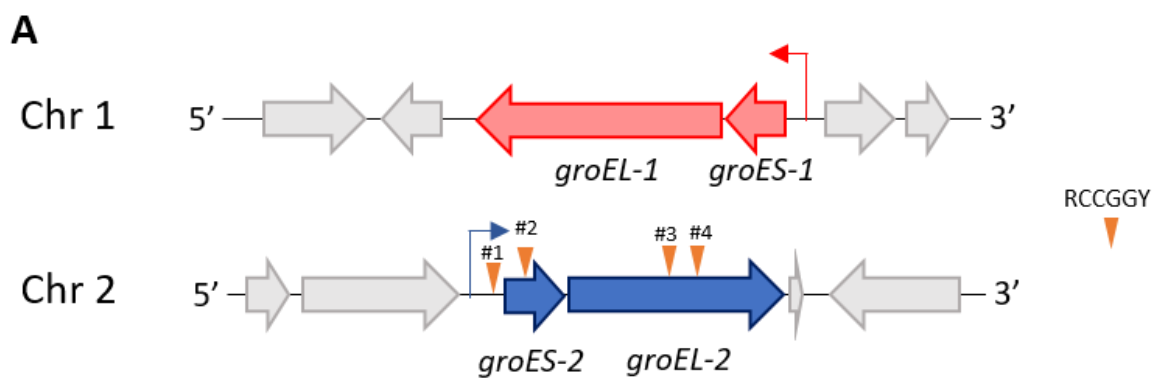 A
Chr 1 5’ 3’
groEL-1 groES-1
RCCGGY
#1 #2 #3 #4
Chr 2 5’ 3’
groES-2 groEL-2